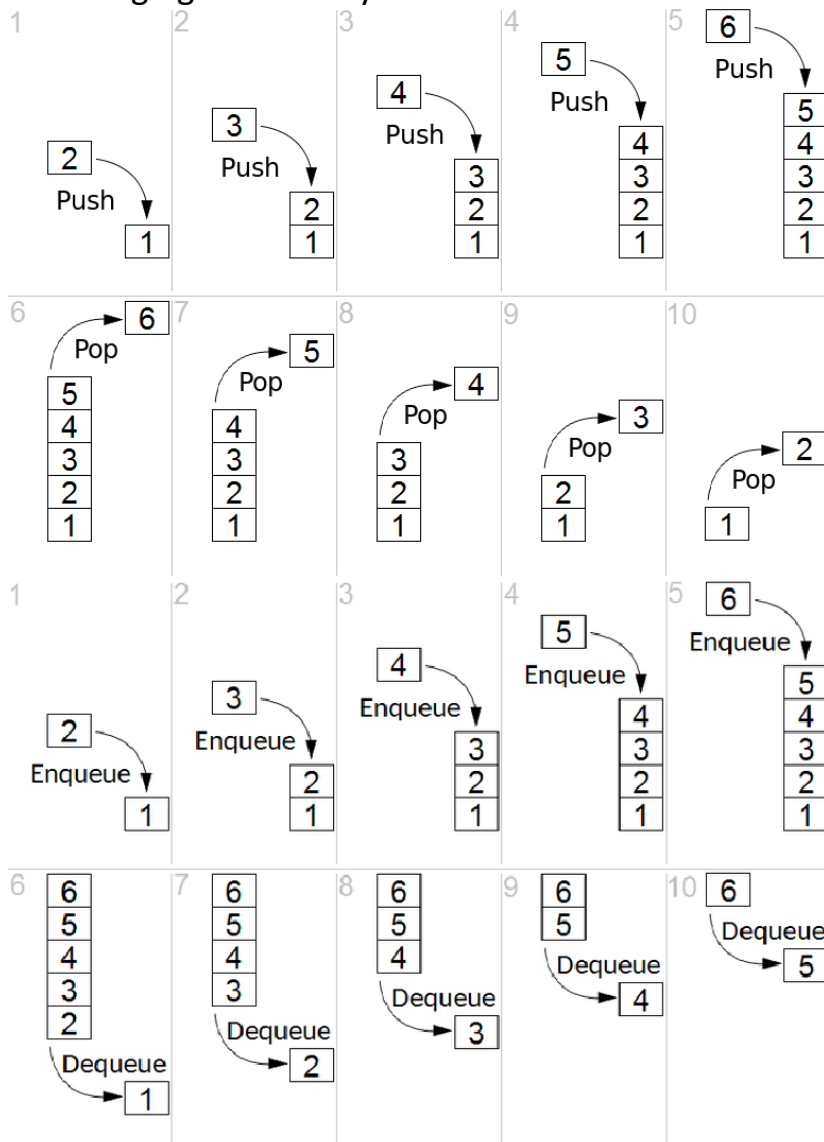 1 2 3 4 5
2 Push 1
3 Push 2 1
4 Push 3 2 1
5 Push 4 3 2 1
6 Push 5 4 3 2 1
6 7 8 9 10
6 Pop 5 4 3 2 1
5 Pop 4 3 2 1
4 Pop 3 2 1
3 Pop 2 1
2 Pop 1
1 2 3 4 5
2 Enqueue 1
3 Enqueue 2 1
4 Enqueue 3 2 1
5 Enqueue 4 3 2 1
6 Enqueue 5 4 3 2 1
6 7 8 9 10
6 5 4 3 2 Dequeue 1
6 5 4 3 Dequeue 2
6 5 4 Dequeue 3
6 5 Dequeue 4
6 Dequeue 5